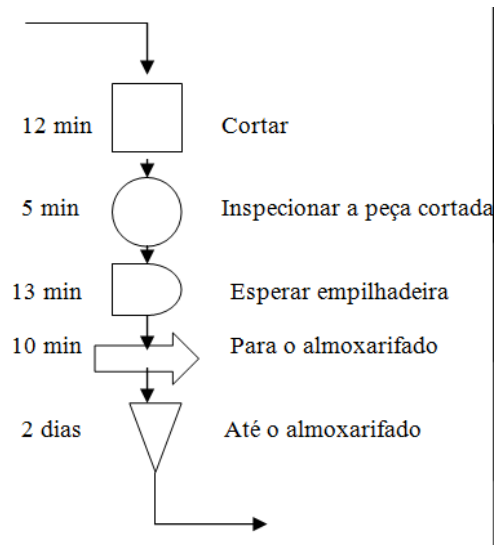 12 min Cortar
5 min Inspecionar a peça cortada
13 min Esperar empilhadeira
10 min Para o almoxarifado
2 dias Até o almoxarifado